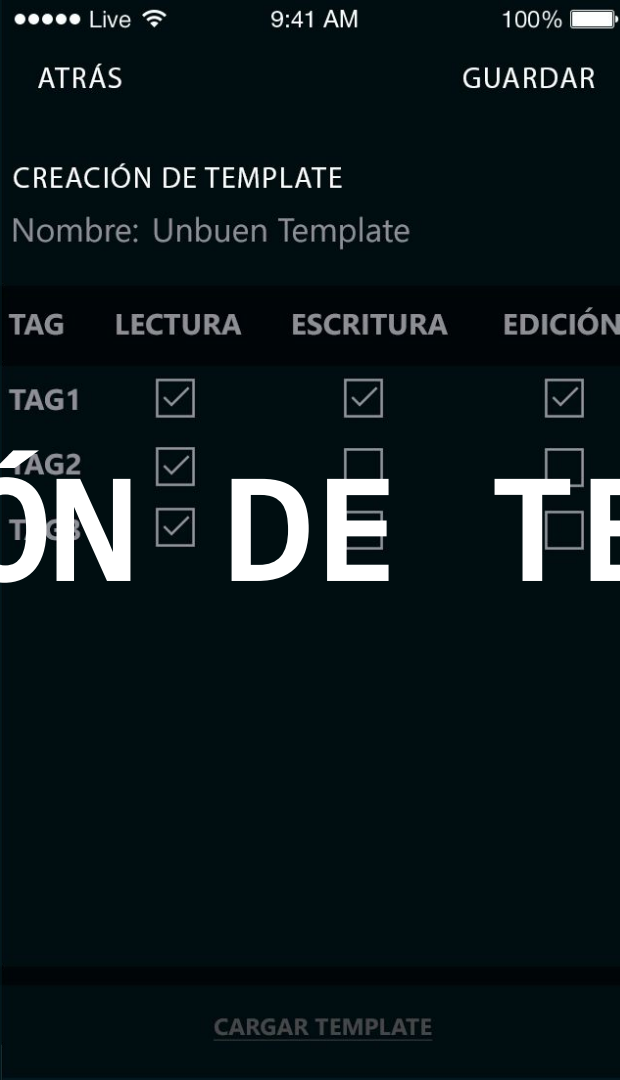 Live 9:41 AM 100%
ATRÁS GUARDAR
CREACIÓN DE TEMPLATE
Nombre: Unbuen Template
TAG LECTURA ESCRITURA EDICIÓN
TAG1
TAG2
TAG3
ÓN DE TE
CARGAR TEMPLATE